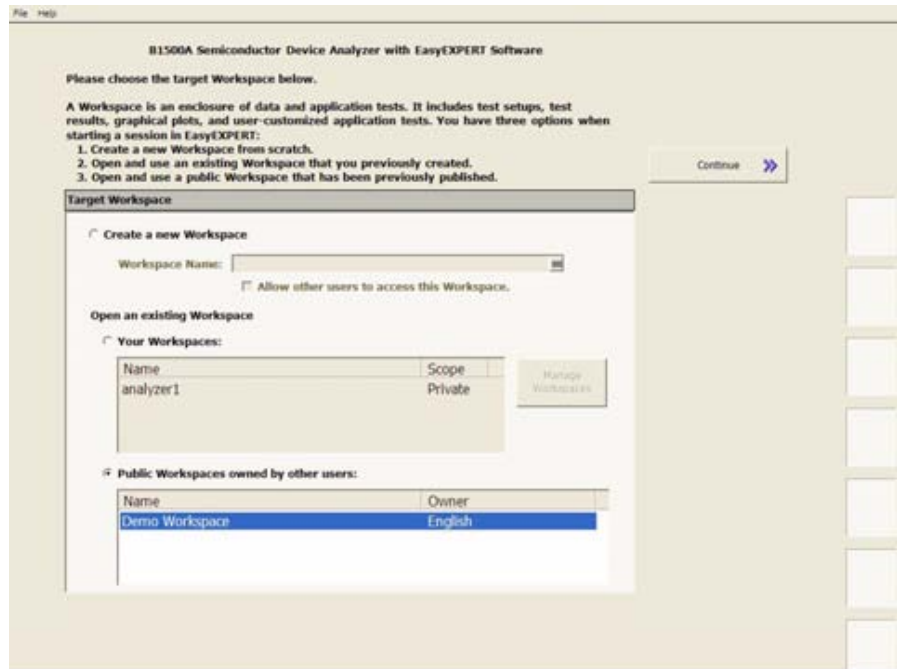 File Help
B1500A Semiconductor Device Analyzer with EasyEXPERT Software
Please choose the target Workspace below.
A Workspace is an enclosure of data and application tests. It includes test setups, test
results, graphical plots, and user-customized application tests. You have three options when
starting a session in EasyEXPERT:
1. Create a new Workspace from scratch.
2. Open and use an existing Workspace that you previously created.
3. Open and use a public Workspace that has been previously published.
Continue
Target Workspace
Create a new Workspace
Workspace Name:
Allow other users to access this Workspace.
Open an existing Workspace
Your Workspaces:
Name Scope
analyzer1 Private
Manage
Workspaces
Public Workspaces owned by other users:
Name Owner
Demo Workspace English